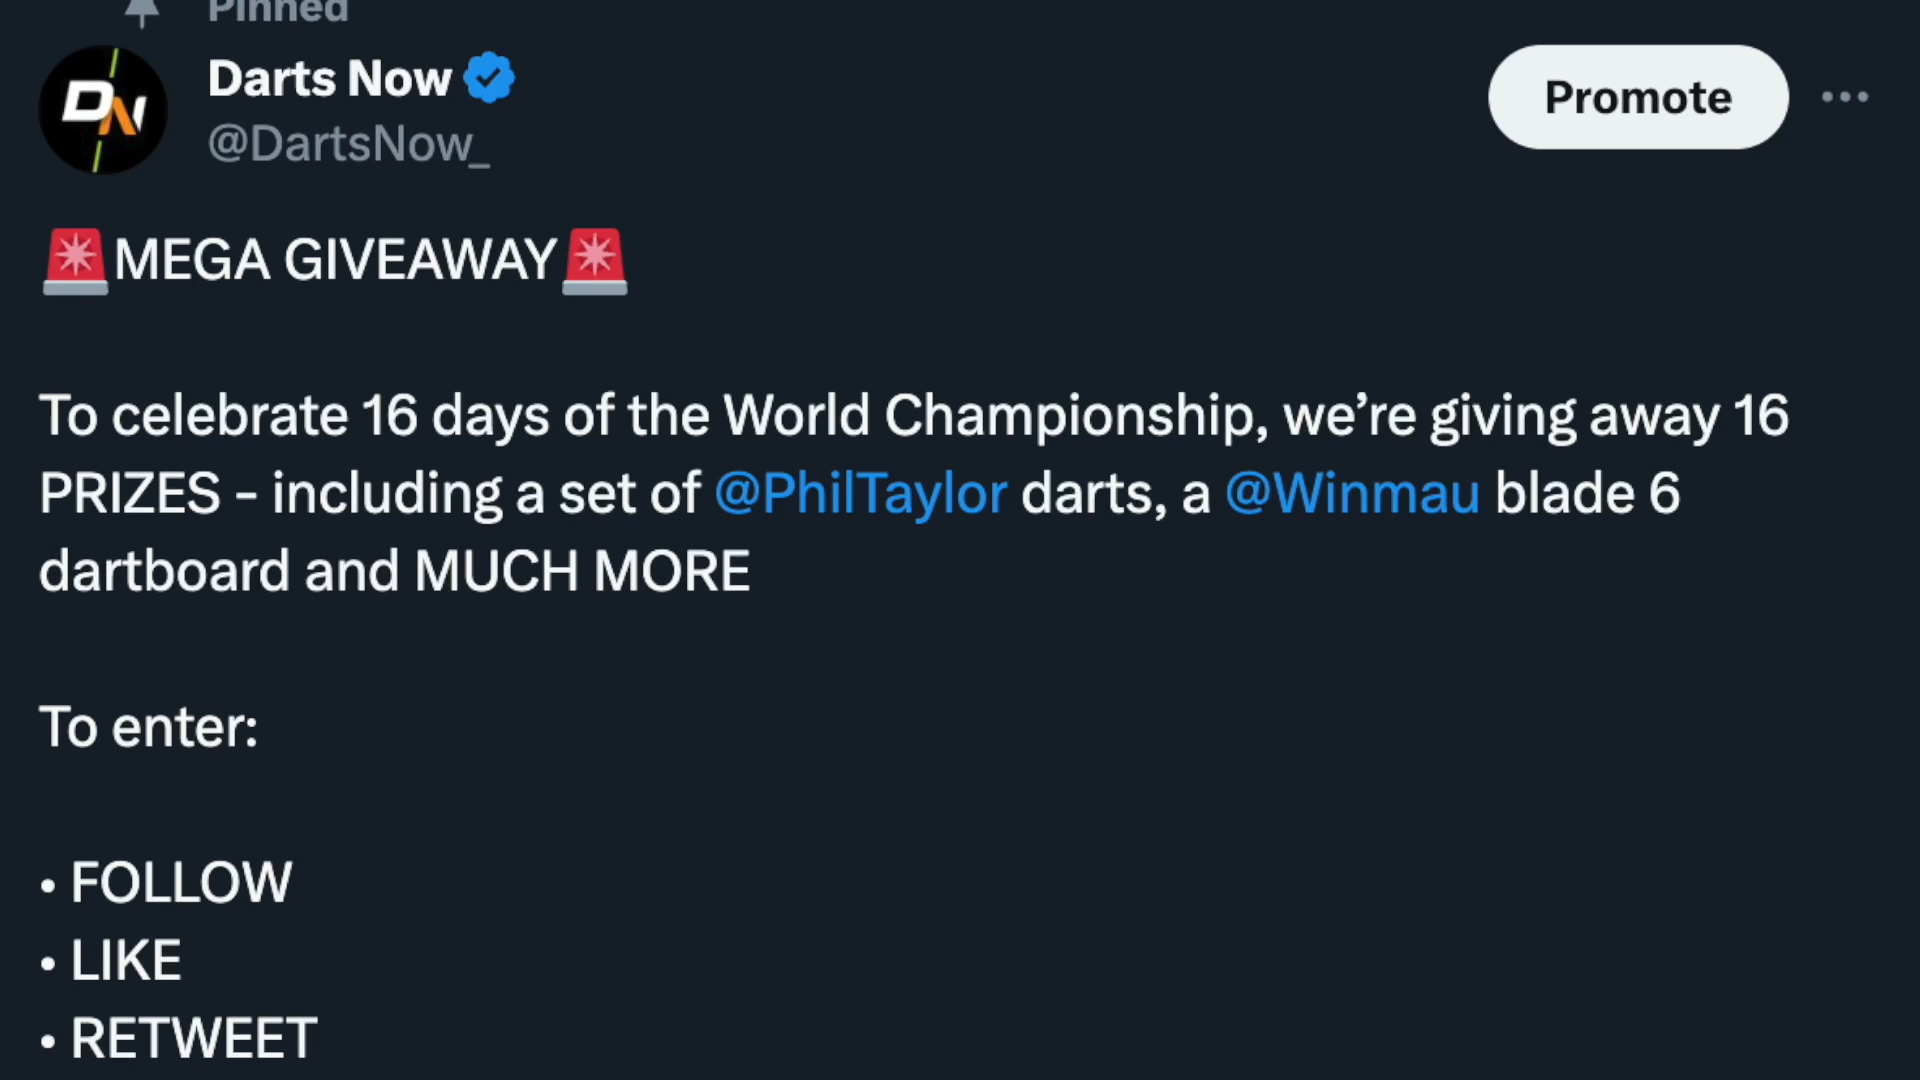 Pinned
Darts Now
Promote
@DartsNow_
DN
🚨MEGA GIVEAWAY🚨
To celebrate 16 days of the World Championship, we’re giving away 16
PRIZES - including a set of @PhilTaylor darts, a @Winmau blade 6
dartboard and MUCH MORE
To enter:
• FOLLOW
• LIKE
• RETWEET